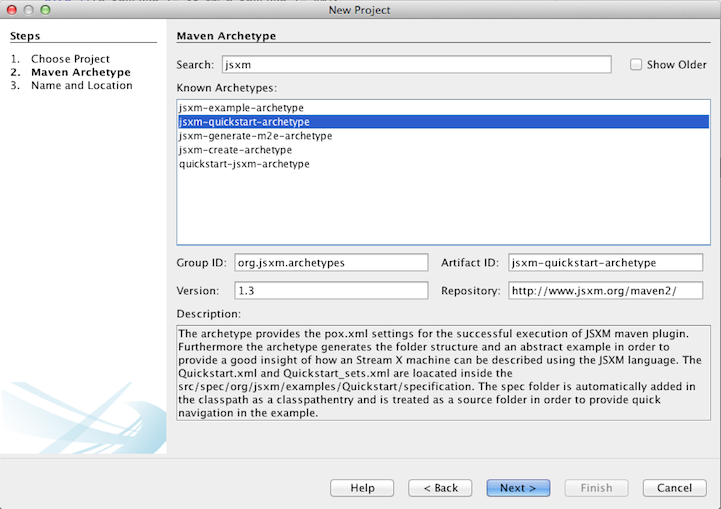 New Project
Steps
1. Choose Project
2. Maven Archetype
3. Name and Location
Maven Archetype
Search: jsxm
Show Older
Known Archetypes:
jsxm-example-archetype
jsxm-quickstart-archetype
jsxm-generate-m2e-archetype
jsxm-create-archetype
quickstart-jsxm-archetype
Group ID: org.jsxm.archetypes Artifact ID: jsxm-quickstart-archetype
Version: 1.3 Repository: http://www.jsxm.org/maven2/
Description:
The archetype provides the pox.xml settings for the successful execution of JSXM maven plugin.
Furthermore the archetype generates the folder structure and an abstract example in order to
provide a good insight of how an Stream X machine can be described using the JSXM language. The
Quickstart.xml and Quickstart_sets.xml are loacated inside the
src/spec/org/jsxm/examples/Quickstart/specification. The spec folder is automatically added in
the classpath as a classpathentry and is treated as a source folder in order to provide quick
navigation in the example.
Help < Back Next > Finish Cancel